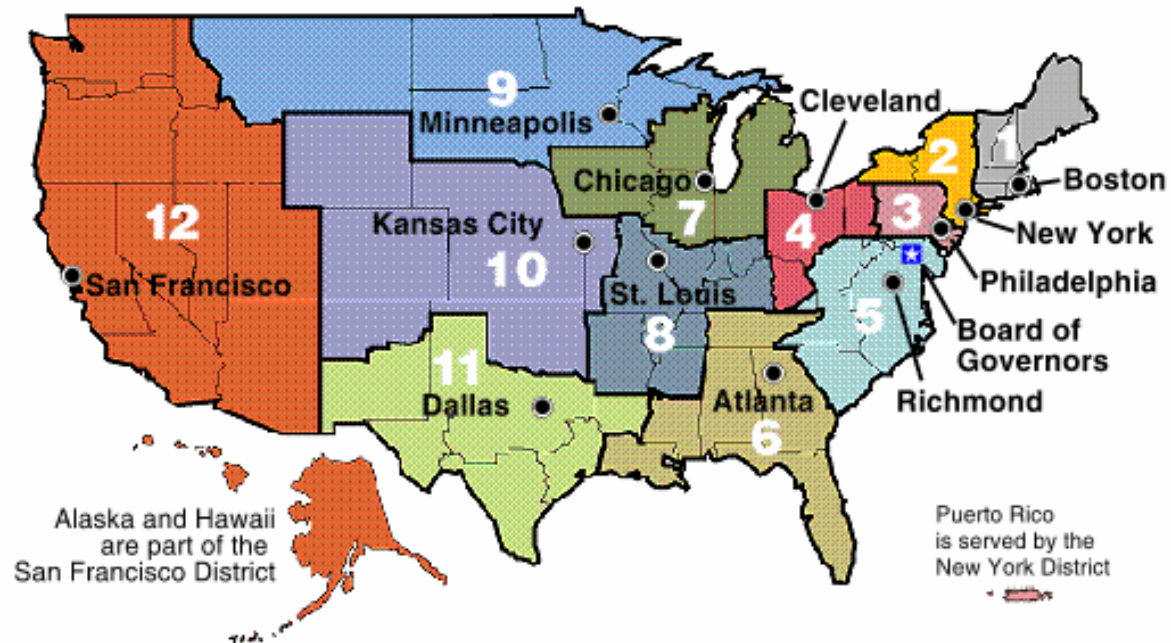 Cleveland
9
Minneapolis
2
1
Chicago
Boston
12
7
4
3
Kansas City
New York
10
San Francisco
St. Louis
Philadelphia
8
5
Board of
Governors
11
Dallas
Atlanta
Richmond
6
Alaska and Hawaii
are part of the
San Francisco District
Puerto Rico
is served by the
New York District